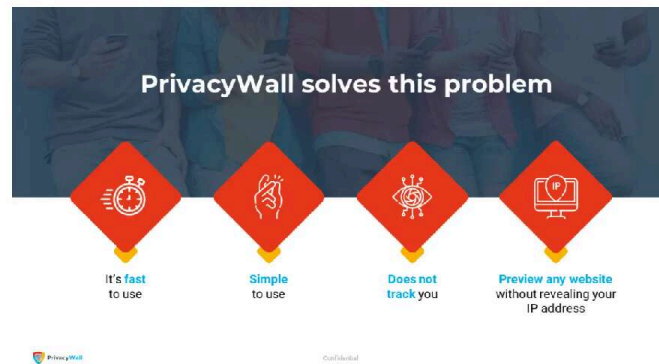 PrivacyWall solves this problem
IP
It's fast
to use
Simple
to use
Does not
track you
Preview any website
without revealing your
IP address
PrivacyWall
Confidential